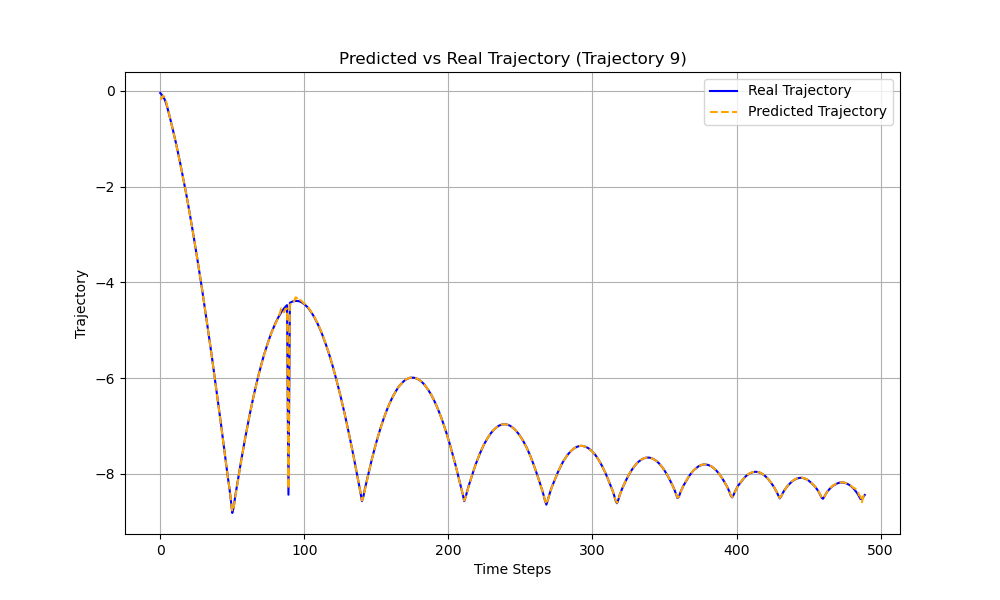 Predicted vs Real Trajectory (Trajectory 9)
Real Trajectory
Predicted Trajectory
Trajectory
0
−2
−4
−6
−8
0 100 200 300 400 500
Time Steps